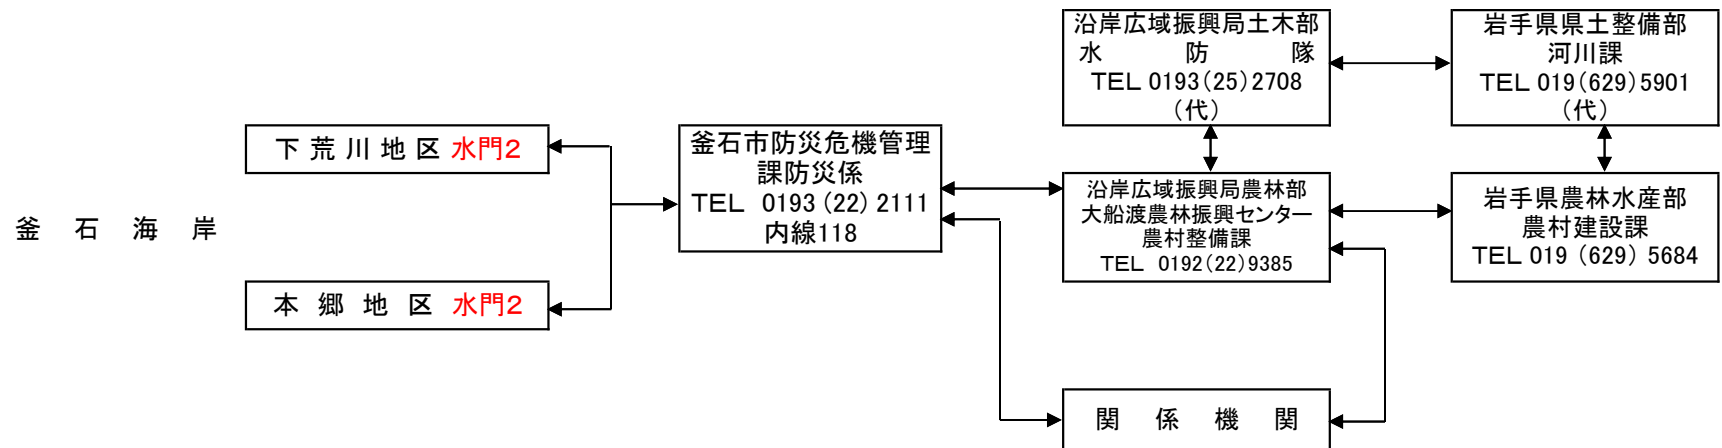 釜石海岸
下荒川地区 水門2
本郷地区 水門2
釜石市防災危機管理
課防災係
TEL 0193(22)2111
内線118
沿岸広域振興局土木部
水防隊
TEL 0193(25)2708
(代)
岩手県県土整備部
河川課
TEL 019(629)5901
(代)
沿岸広域振興局農林部
大船渡農林振興センター
農村整備課
TEL 0192(22)9385
岩手県農林水産部
農村建設課
TEL 019(629)5684
関係機関